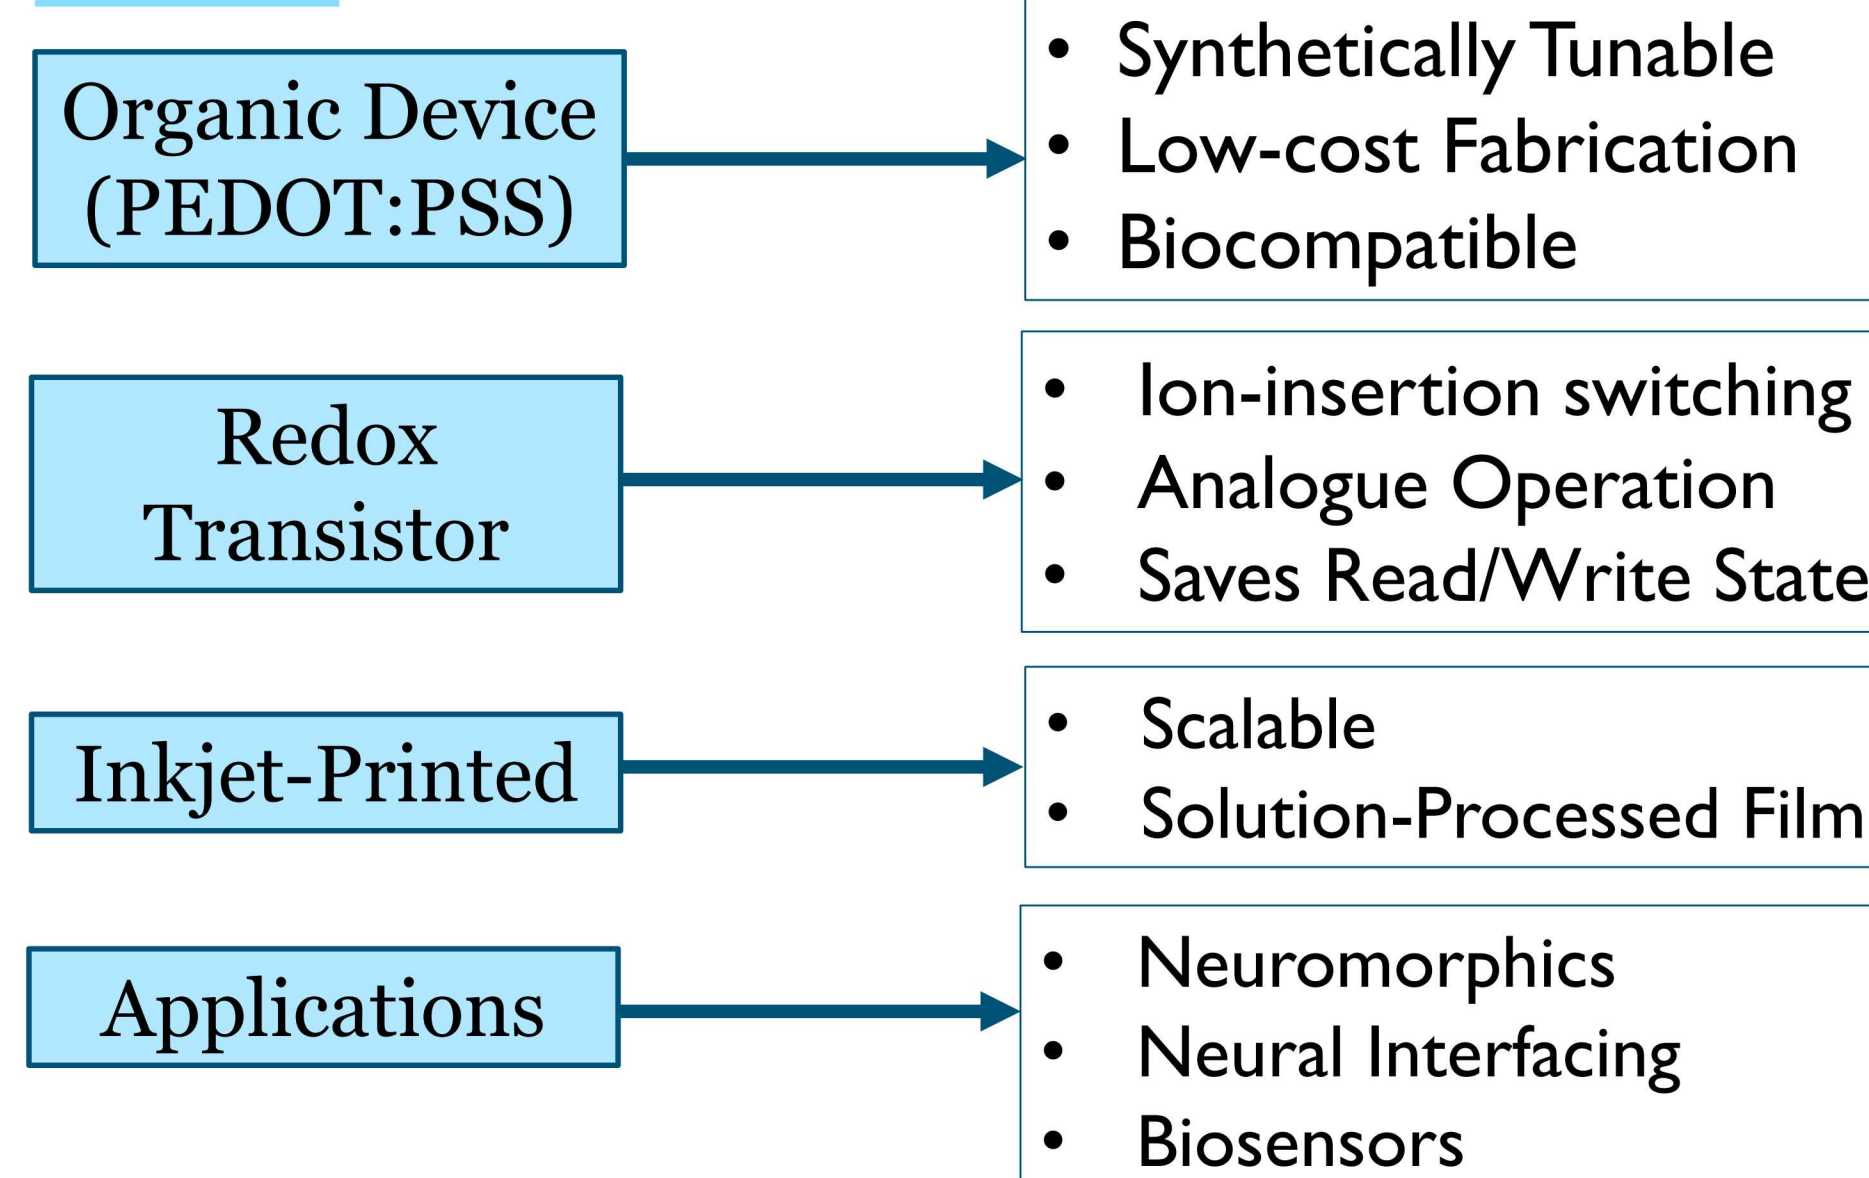 Organic Device
(PEDOT:PSS)
• Synthetically Tunable
• Low-cost Fabrication
• Biocompatible
Redox
Transistor
• Ion-insertion switching
• Analogue Operation
• Saves Read/Write State
Inkjet-Printed
• Scalable
• Solution-Processed Film
Applications
• Neuromorphics
• Neural Interfacing
• Biosensors